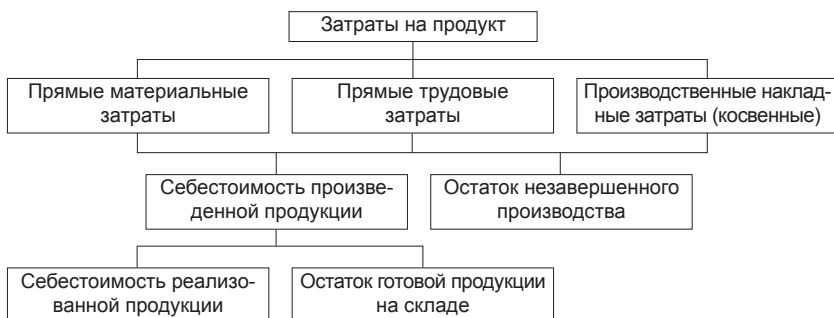 Затраты на продукт
Прямые материальные
затраты
Прямые трудовые
затраты
Производственные наклад-
ные затраты (косвенные)
Себестоимость произве-
денной продукции
Остаток незавершенного
производства
Себестоимость реализо-
ванной продукции
Остаток готовой продукции
на складе